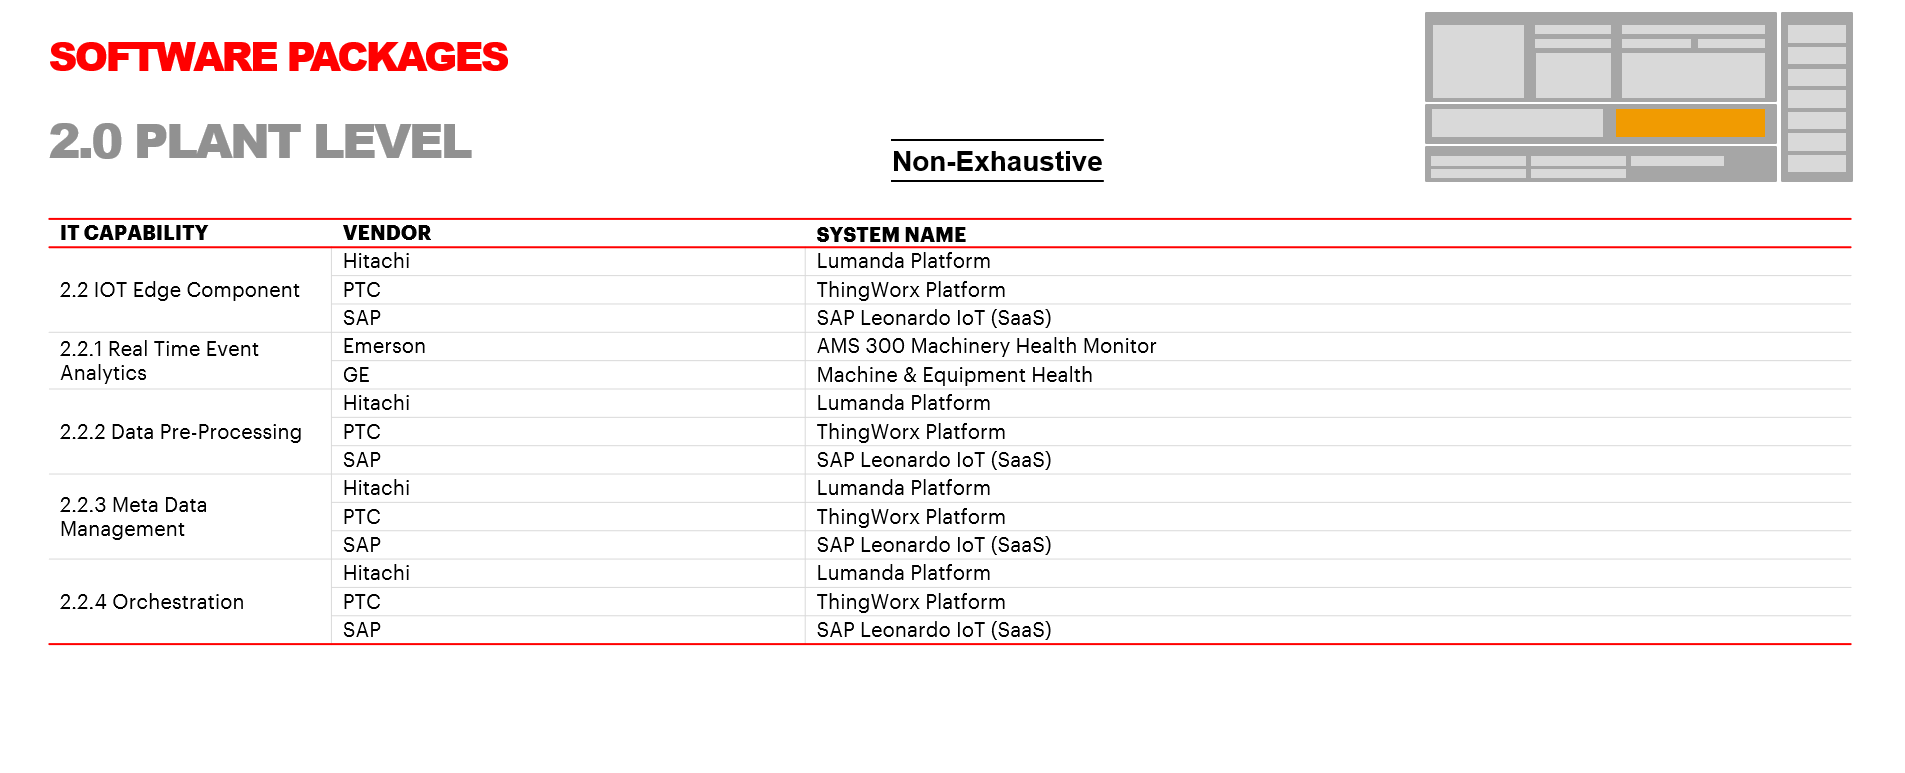 SOFTWARE PACKAGES
2.0 PLANT LEVEL
Non-Exhaustive
IT CAPABILITY VENDOR SYSTEM NAME
2.2 IOT Edge Component
Hitachi Lumanda Platform
PTC ThingWorx Platform
SAP SAP Leonardo IoT (SaaS)
2.2.1 Real Time Event
Analytics
Emerson AMS 300 Machinery Health Monitor
GE Machine & Equipment Health
2.2.2 Data Pre-Processing
Hitachi Lumanda Platform
PTC ThingWorx Platform
SAP SAP Leonardo IoT (SaaS)
2.2.3 Meta Data
Management
Hitachi Lumanda Platform
PTC ThingWorx Platform
SAP SAP Leonardo IoT (SaaS)
2.2.4 Orchestration
Hitachi Lumanda Platform
PTC ThingWorx Platform
SAP SAP Leonardo IoT (SaaS)